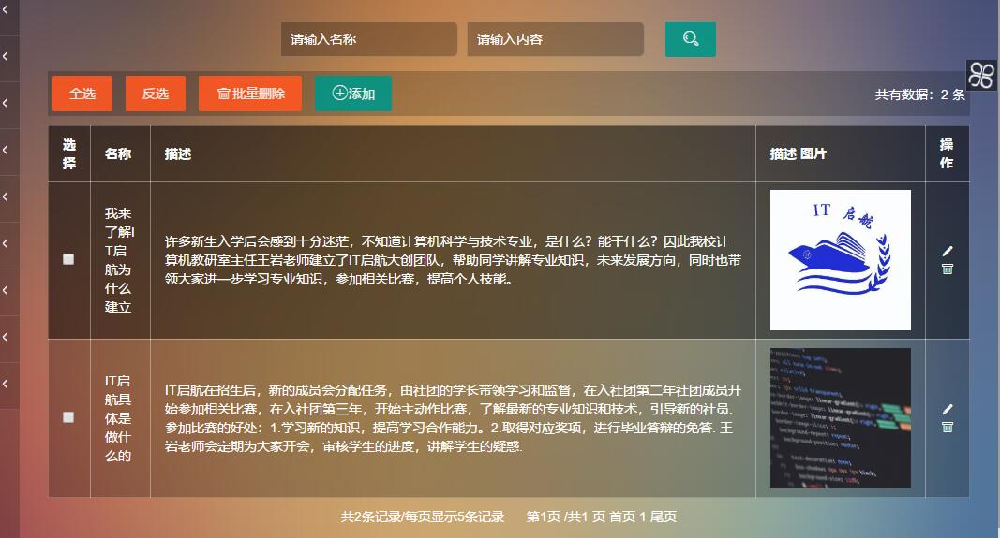 请输入名称 请输入内容
全选 反选 批量删除 添加 共有数据：2 条
选择 名称 描述 描述 图片 操作
我来
了解I
T启
航为
什么
建立
许多新生入学后会感到十分迷茫，不知道计算机科学与技术专业，是什么？能干什么？因此我校计
算机教研室主任王岩老师建立了IT启航大创团队，帮助同学讲解专业知识，未来发展方向，同时也带
领大家进一步学习专业知识，参加相关比赛，提高个人技能。
IT 启航
IT启
航具
体是
做什
么的
IT启航在招生后，新的成员会分配任务，由社团的学长带领学习和监督，在入社团第二年社团成员开
始参加相关比赛，在入社团第三年，开始主动作比赛，了解最新的专业知识和技术，引导新的社员.
参加比赛的好处：1.学习新的知识，提高学习合作能力。2.取得对应奖项，进行毕业答辩的免答. 王
岩老师会定期为大家开会，审核学生的进度，讲解学生的疑惑.
共2条记录/每页显示5条记录 第1页 /共1 页 首页 1 尾页